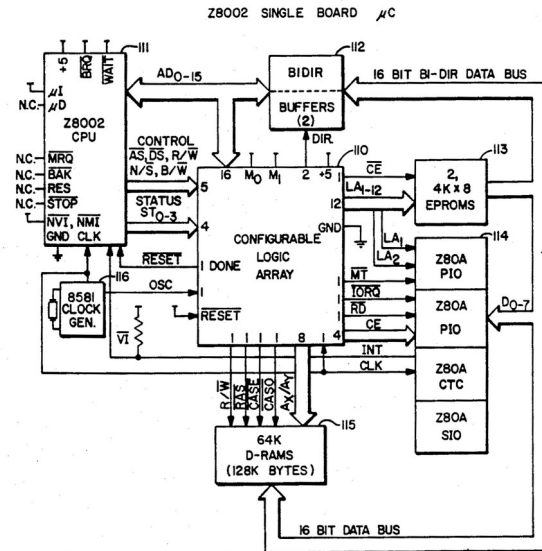 Z8002 SINGLE BOARD μC
111
+5
BRQ
WAIT
μI
N.C. μD
Z8002
CPU
N.C. MRQ
N.C. BAK
N.C. RES
N.C. STOP
NVI, NMI
GND CLK
AD0-15
112
BIDIR
BUFFERS
(2)
DIR.
16 BIT BI-DIR DATA BUS
CONTROL
AS, DS, R/W
N/S, B/W
5
STATUS
ST0-3
4
16 M0 M1 2 +5
110
CONFIGURABLE
LOGIC
ARRAY
1 CE
LA1-12
12
GND
113
2,
4K x 8
EPROMS
114
LA1
LA2
Z80A
PIO
1 MT
1 IORQ
1 RD
4 CE
Z80A
PIO
D0-7
INT
CLK
Z80A
CTC
Z80A
SIO
RESET
1 DONE
116
8581
CLOCK
GEN.
OSC
1
VI
RESET
1 1 1 1 8 1
R/W
RAS
CASE
CASO
AX/AY
115
64K
D-RAMS
(128K BYTES)
16 BIT DATA BUS